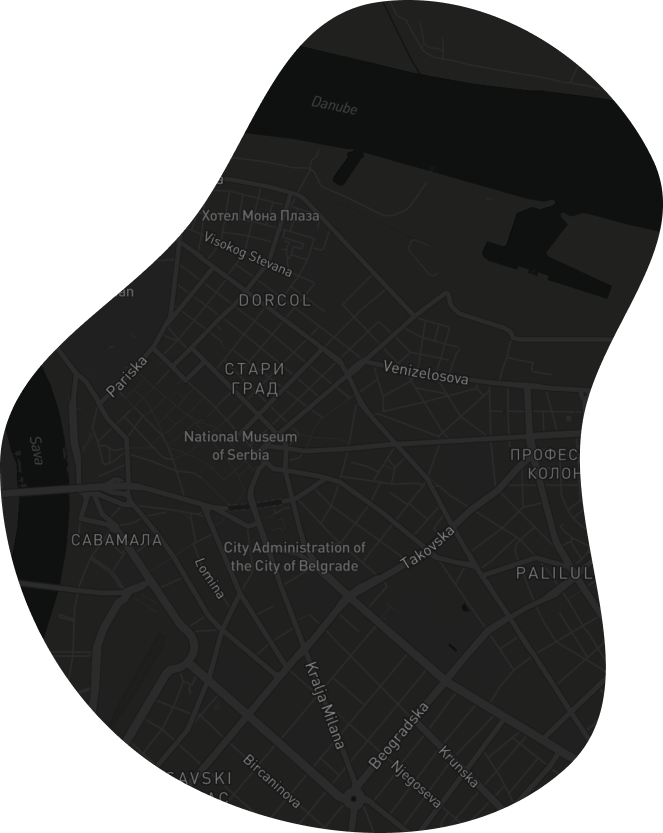 Danube
Хотел Мона Плаза
Visokog Stevana
an
DORCOL
СТАРИ
ГРАД
Pariska
Venizelosova
National Museum
of Serbia
Sava
ПРОФЕС
КОЛОН
САВАМАЛА
City Administration of
the City of Belgrade
Takovska
Lomina
PALILUL
Kralja Milana
Beogradska
Krunska
Njegoseva
Bircaninova
SAVSKI